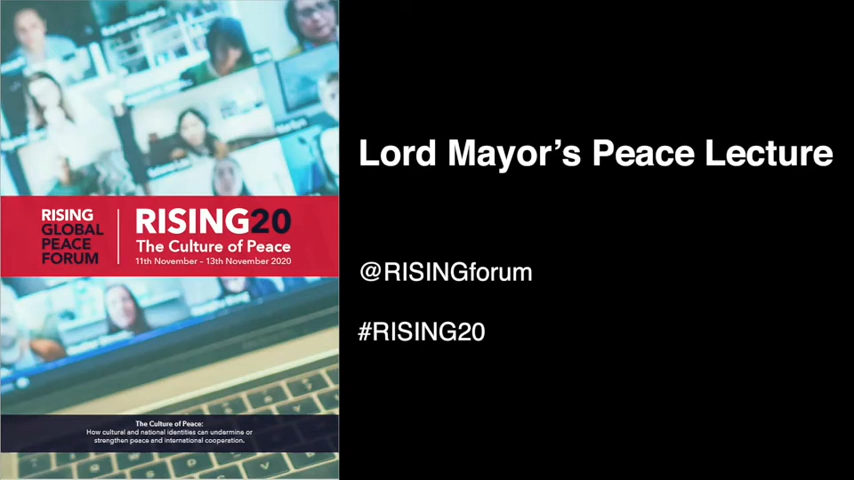 RISING
GLOBAL
PEACE
FORUM
RISING20
The Culture of Peace
11th November – 13th November 2020
The Culture of Peace:
How cultural and national identities can undermine or
strengthen peace and international cooperation.
Lord Mayor’s Peace Lecture
@RISINGforum
#RISING20